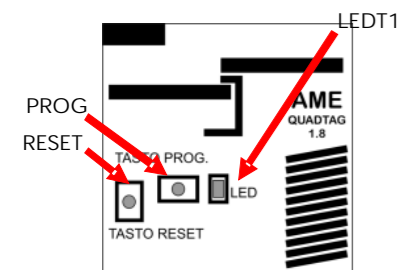 LEDT1
PROG
RESET
AME
QUADTAG
1.8
TASTO PROG.
LED
TASTO RESET